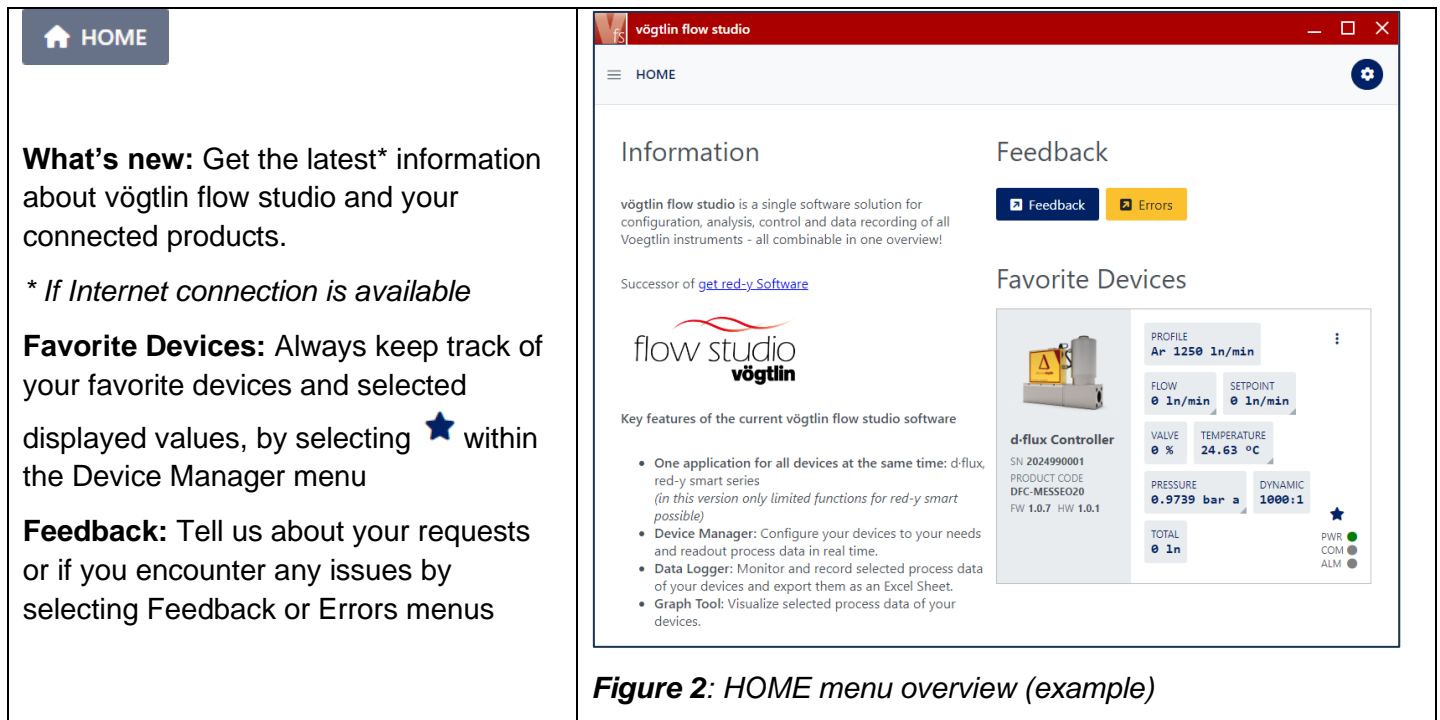 HOME
What's new: Get the latest* information
about vögtlin flow studio and your
connected products.
* If Internet connection is available
Favorite Devices: Always keep track of
your favorite devices and selected
displayed values, by selecting ★ within
the Device Manager menu
Feedback: Tell us about your requests
or if you encounter any issues by
selecting Feedback or Errors menus
Vfs vögtlin flow studio
HOME
Information
vögtlin flow studio is a single software solution for
configuration, analysis, control and data recording of all
Voegtlin instruments - all combinable in one overview!
Successor of get red-y Software
flow studio
vögtlin
Key features of the current vögtlin flow studio software
• One application for all devices at the same time: d·flux,
red-y smart series
(in this version only limited functions for red-y smart
possible)
• Device Manager: Configure your devices to your needs
and readout process data in real time.
• Data Logger: Monitor and record selected process data
of your devices and export them as an Excel Sheet.
• Graph Tool: Visualize selected process data of your
devices.
Feedback
Feedback Errors
Favorite Devices
d·flux Controller
SN 2024990001
PRODUCT CODE
DFC-MESSEO20
FW 1.0.7 HW 1.0.1
PROFILE
Ar 1250 ln/min
FLOW SETPOINT
0 ln/min 0 ln/min
VALVE TEMPERATURE
0 % 24.63 °C
PRESSURE DYNAMIC
0.9739 bar a 1000:1
TOTAL
0 ln
PWR
COM
ALM
Figure 2: HOME menu overview (example)